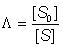 Λ = [S₀] / [S]